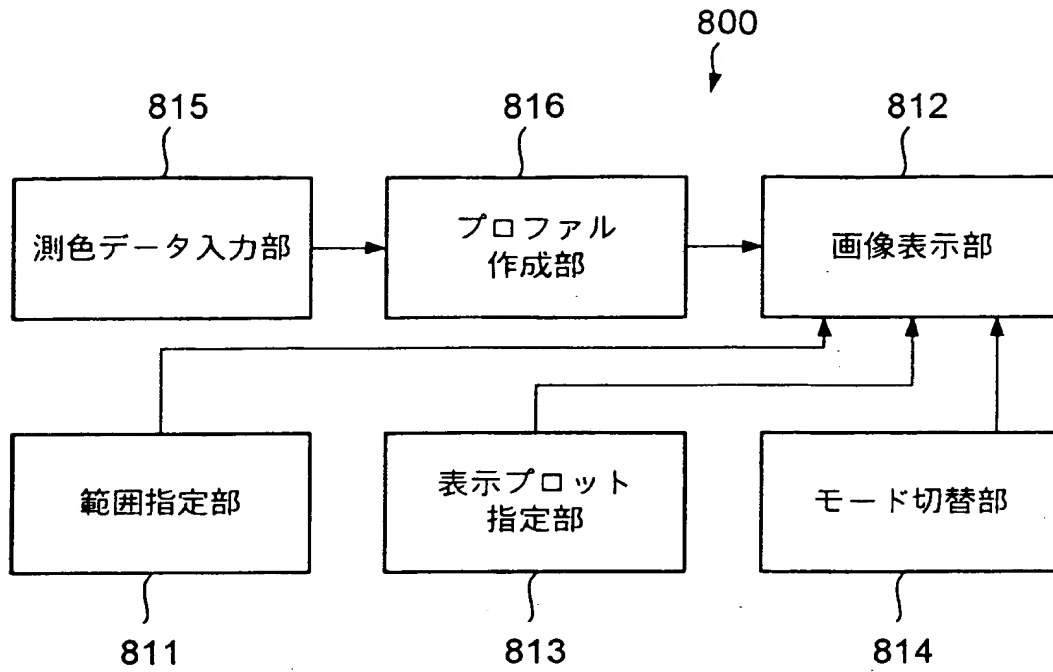 800
815
816
812
測色データ入力部
プロファル
作成部
画像表示部
範囲指定部
表示プロット
指定部
モード切替部
811
813
814